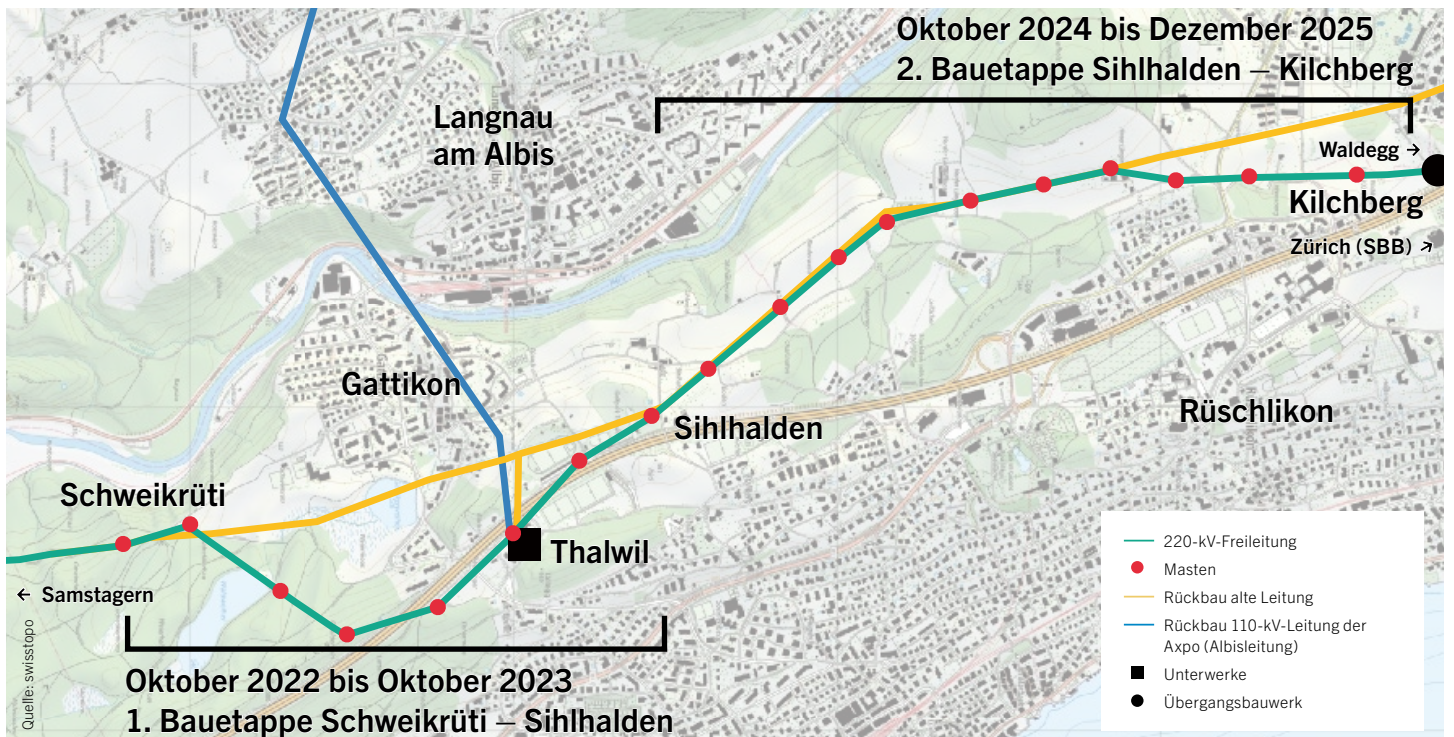 Oktober 2024 bis Dezember 2025
2. Bauetappe Sihlhalden – Kilchberg
Langnau
am Albis
Waldegg →
Kilchberg
Zürich (SBB) ↗
Gattikon
Rüschlikon
Sihlhalden
Schweikrüti
Thalwil
← Samstagern
Oktober 2022 bis Oktober 2023
1. Bauetappe Schweikrüti – Sihlhalden
Quelle: swisstopo
220-kV-Freileitung
Masten
Rückbau alte Leitung
Rückbau 110-kV-Leitung der
Axpo (Albisleitung)
Unterwerke
Übergangsbauwerk